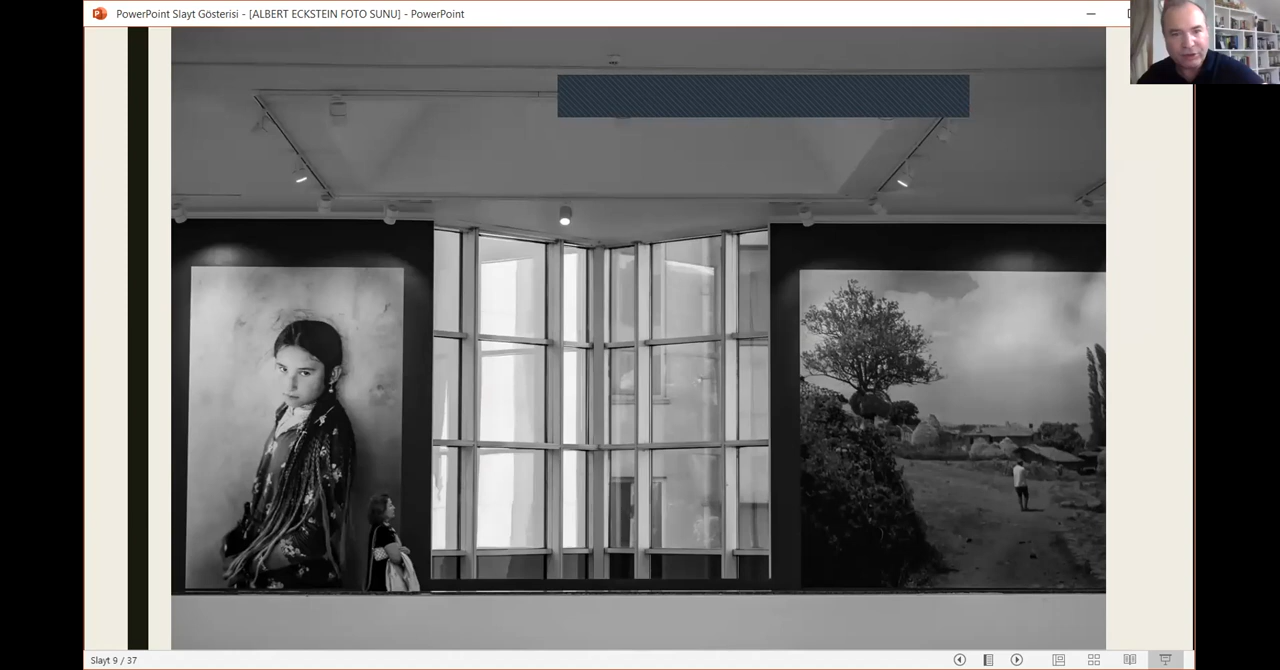 PowerPoint Slayt Gösterisi - [ALBERT ECKSTEIN FOTO SUNU] - PowerPoint
Slayt 9 / 37